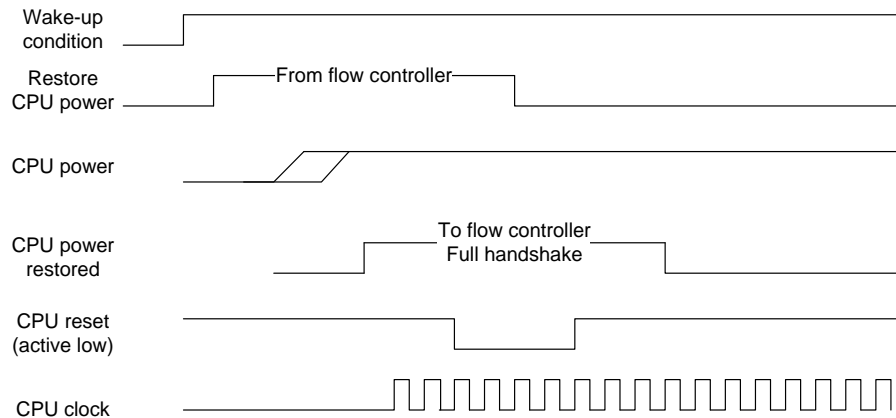 Wake-up
condition
Restore
CPU power
From flow controller
CPU power
CPU power
restored
To flow controller
Full handshake
CPU reset
(active low)
CPU clock